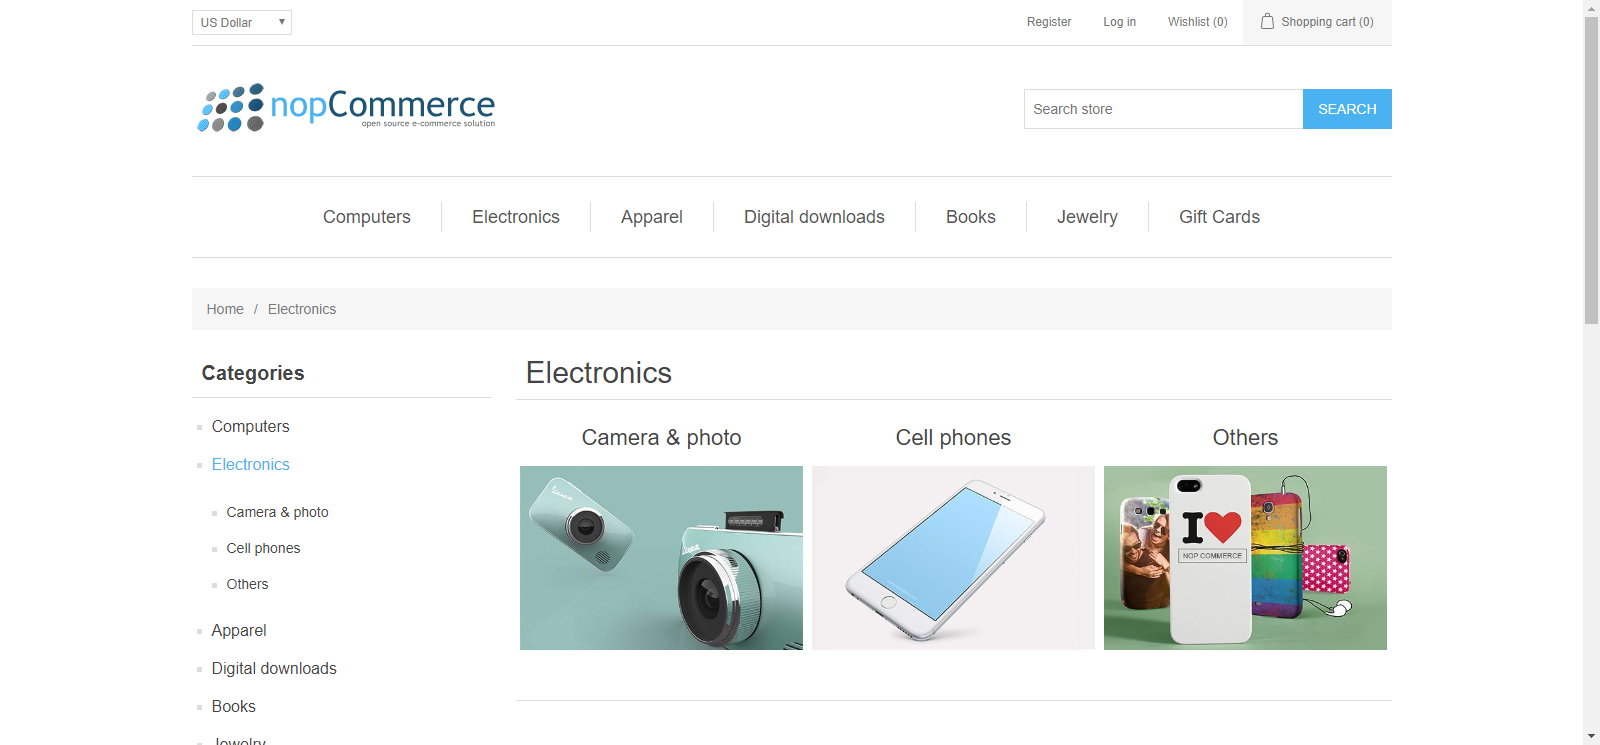 US Dollar
Register
Log in
Wishlist (0)
Shopping cart (0)
nopCommerce
open source e-commerce solution
Search store
SEARCH
Computers
Electronics
Apparel
Digital downloads
Books
Jewelry
Gift Cards
Home / Electronics
Categories
Computers
Electronics
Camera & photo
Cell phones
Others
Apparel
Digital downloads
Books
Jewelry
Electronics
Camera & photo
Cell phones
Others
I
NOP COMMERCE